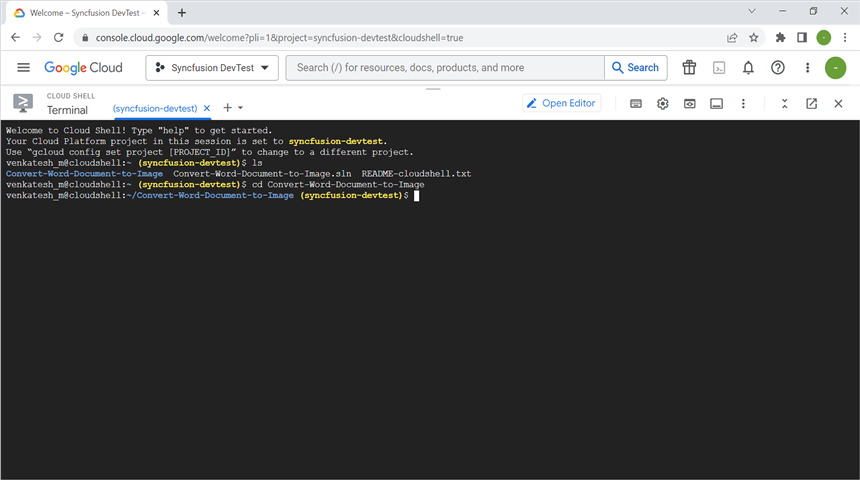 Welcome – Syncfusion DevTest –
console.cloud.google.com/welcome?pli=1&project=syncfusion-devtest&cloudshell=true
Google Cloud
Syncfusion DevTest
Search (/) for resources, docs, products, and more
Search
CLOUD SHELL
Terminal
(syncfusion-devtest)
Open Editor
Welcome to Cloud Shell! Type "help" to get started.
Your Cloud Platform project in this session is set to syncfusion-devtest.
Use “gcloud config set project [PROJECT_ID]” to change to a different project.
venkatesh_m@cloudshell:~ (syncfusion-devtest)$ ls
Convert-Word-Document-to-Image  Convert-Word-Document-to-Image.sln  README-cloudshell.txt
venkatesh_m@cloudshell:~ (syncfusion-devtest)$ cd Convert-Word-Document-to-Image
venkatesh_m@cloudshell:~/Convert-Word-Document-to-Image (syncfusion-devtest)$